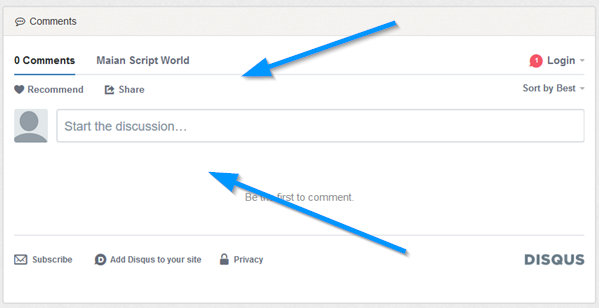 Comments
0 Comments Maian Script World 1 Login
Recommend Share Sort by Best
Start the discussion…
Be the first to comment.
Subscribe Add Disqus to your site Privacy DISQUS